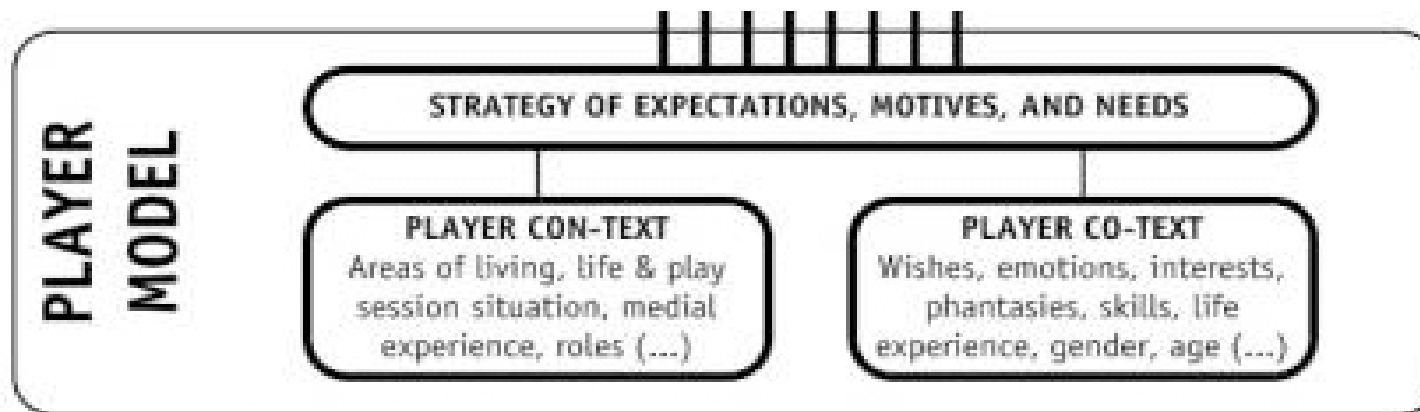 PLAYER
MODEL
STRATEGY OF EXPECTATIONS, MOTIVES, AND NEEDS
PLAYER CON-TEXT
Areas of living, life & play
session situation, medial
experience, roles (...)
PLAYER CO-TEXT
Wishes, emotions, interests,
phantasies, skills, life
experience, gender, age (...)